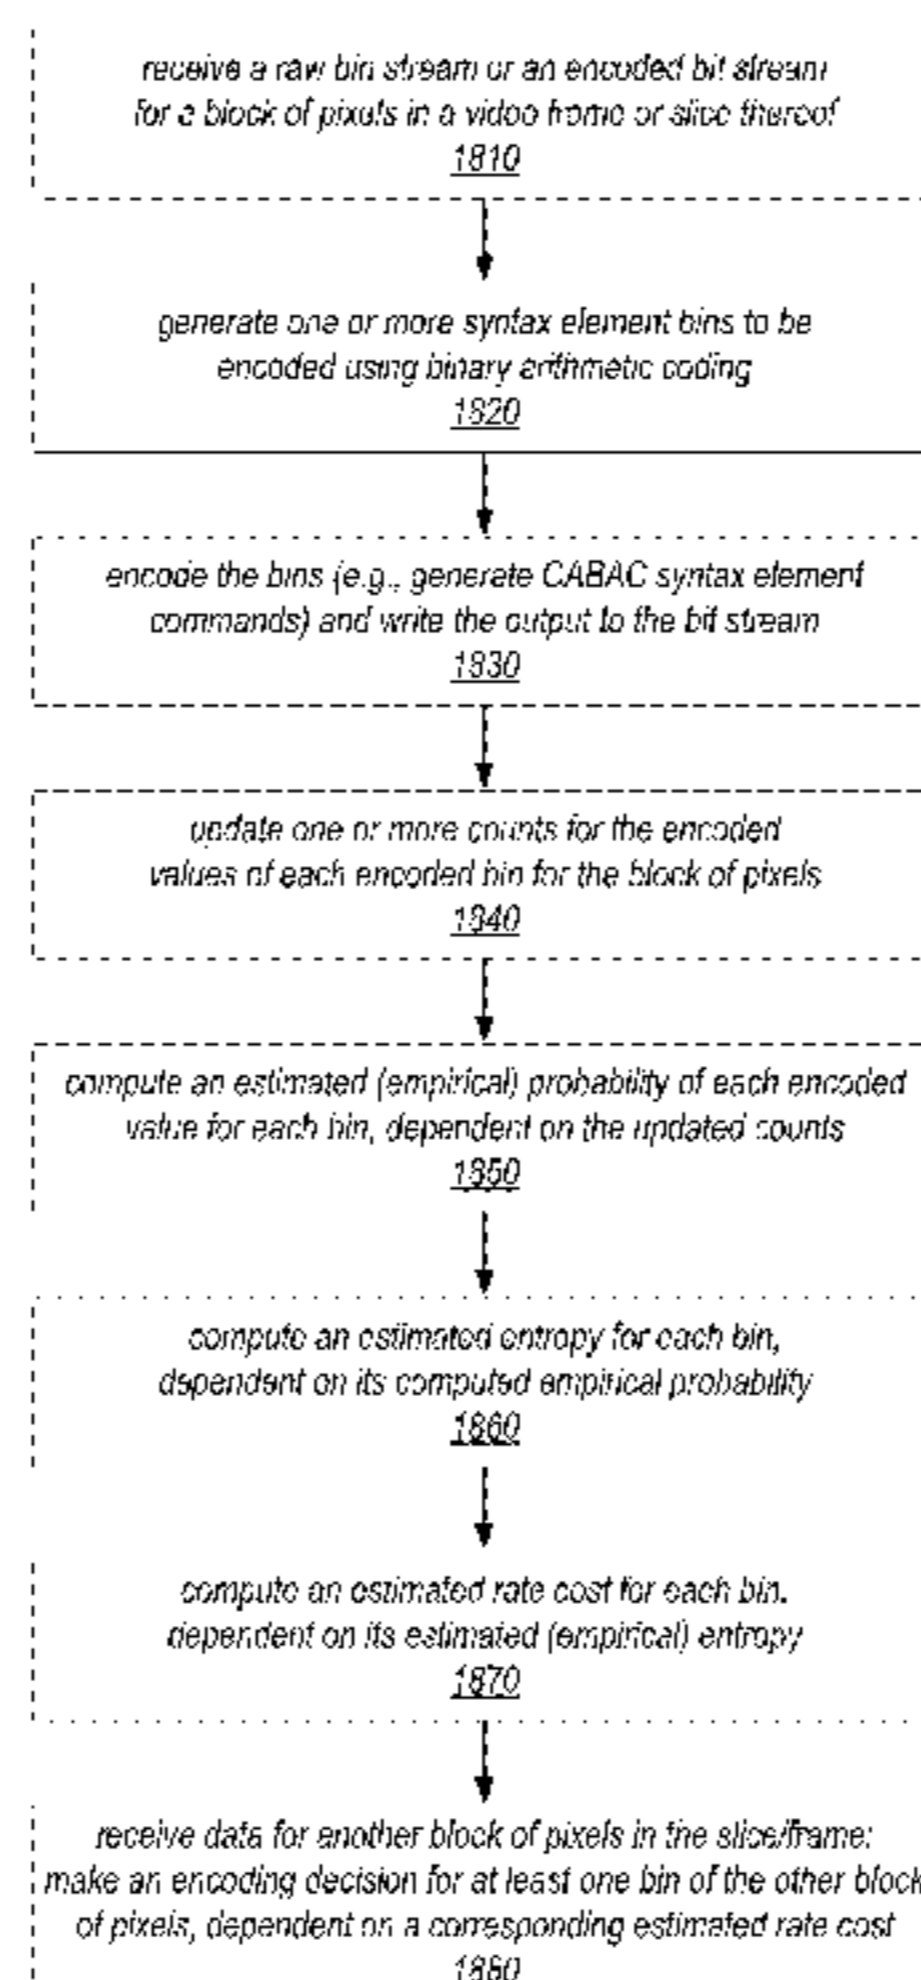 receive a raw bin stream or an encoded bit stream
for a block of pixels in a video frame or slice thereof
1810
generate one or more syntax element bins to be
encoded using binary arithmetic coding
1820
encode the bins (e.g., generate CABAC syntax element
commands) and write the output to the bit stream
1830
update one or more counts for the encoded
values of each encoded bin for the block of pixels
1840
compute an estimated (empirical) probability of each encoded
value for each bin, dependent on the updated counts
1850
compute an estimated entropy for each bin,
dependent on its computed empirical probability
1860
compute an estimated rate cost for each bin,
dependent on its estimated (empirical) entropy
1870
receive data for another block of pixels in the slice/frame;
make an encoding decision for at least one bin of the other block
of pixels, dependent on a corresponding estimated rate cost
1880